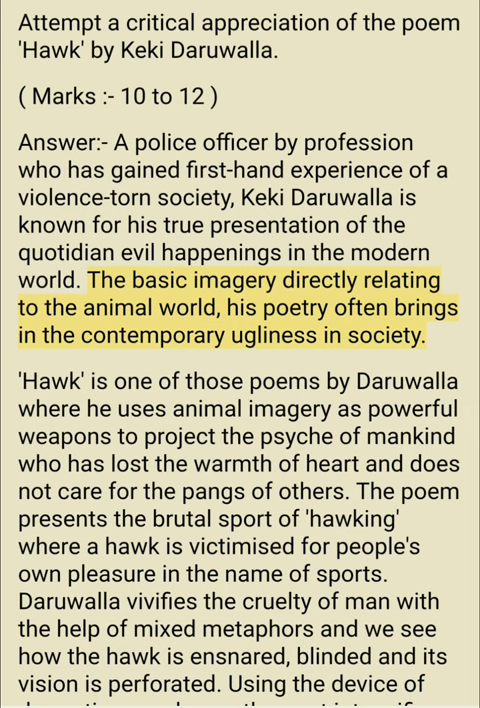 Attempt a critical appreciation of the poem
'Hawk' by Keki Daruwalla.
( Marks :- 10 to 12 )
Answer:- A police officer by profession
who has gained first-hand experience of a
violence-torn society, Keki Daruwalla is
known for his true presentation of the
quotidian evil happenings in the modern
world. The basic imagery directly relating
to the animal world, his poetry often brings
in the contemporary ugliness in society.
'Hawk' is one of those poems by Daruwalla
where he uses animal imagery as powerful
weapons to project the psyche of mankind
who has lost the warmth of heart and does
not care for the pangs of others. The poem
presents the brutal sport of 'hawking'
where a hawk is victimised for people's
own pleasure in the name of sports.
Daruwalla vivifies the cruelty of man with
the help of mixed metaphors and we see
how the hawk is ensnared, blinded and its
vision is perforated. Using the device of